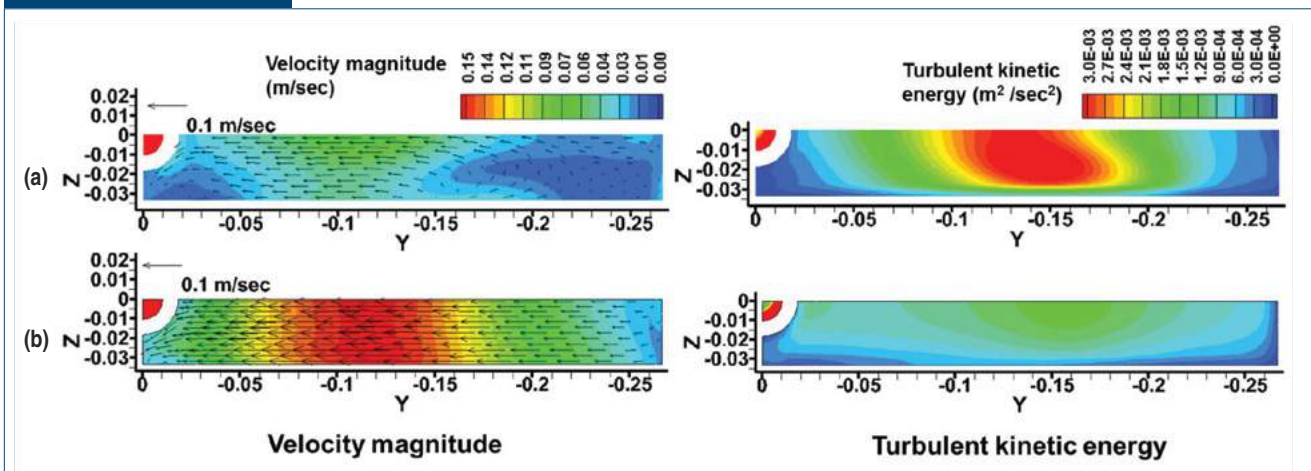 Velocity magnitude
(m/sec)
0.15
0.14
0.12
0.11
0.09
0.07
0.06
0.04
0.03
0.01
0.00
Turbulent kinetic
energy (m² /sec²)
3.0E-03
2.7E-03
2.4E-03
2.1E-03
1.8E-03
1.5E-03
1.2E-03
9.0E-04
6.0E-04
3.0E-04
0.0E+00
(a)
0.02
0.01
0
-0.01
-0.02
-0.03
Z
0.1 m/sec
0 -0.05 -0.1 -0.15 -0.2 -0.25
Y
0
-0.01
-0.02
-0.03
Z
0 -0.05 -0.1 -0.15 -0.2 -0.25
Y
(b)
0.02
0.01
0
-0.01
-0.02
-0.03
Z
0.1 m/sec
0 -0.05 -0.1 -0.15 -0.2 -0.25
Y
0
-0.01
-0.02
-0.03
Z
0 -0.05 -0.1 -0.15 -0.2 -0.25
Y
Velocity magnitude
Turbulent kinetic energy